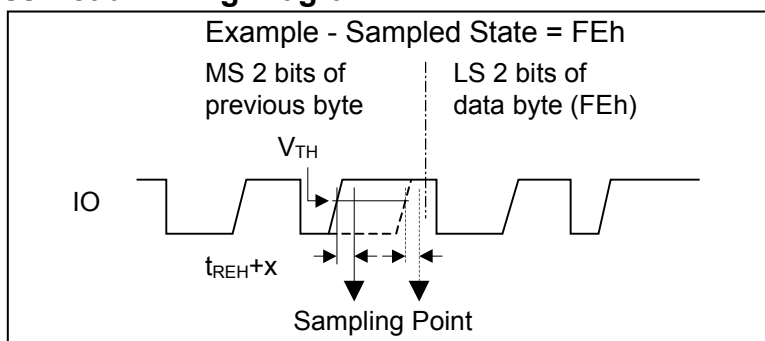 Example - Sampled State = FEh
MS 2 bits of
previous byte
LS 2 bits of
data byte (FEh)
VTH
IO
tREH+x
Sampling Point